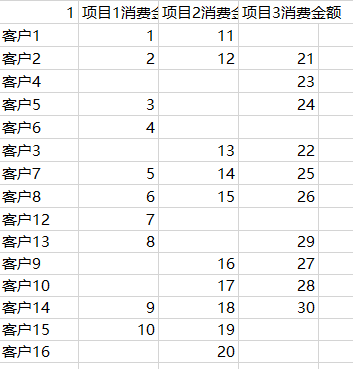 1 项目1消费金 项目2消费金 项目3消费金额
客户1 1 11
客户2 2 12 21
客户4 23
客户5 3 24
客户6 4
客户3 13 22
客户7 5 14 25
客户8 6 15 26
客户12 7
客户13 8 29
客户9 16 27
客户10 17 28
客户14 9 18 30
客户15 10 19
客户16 20